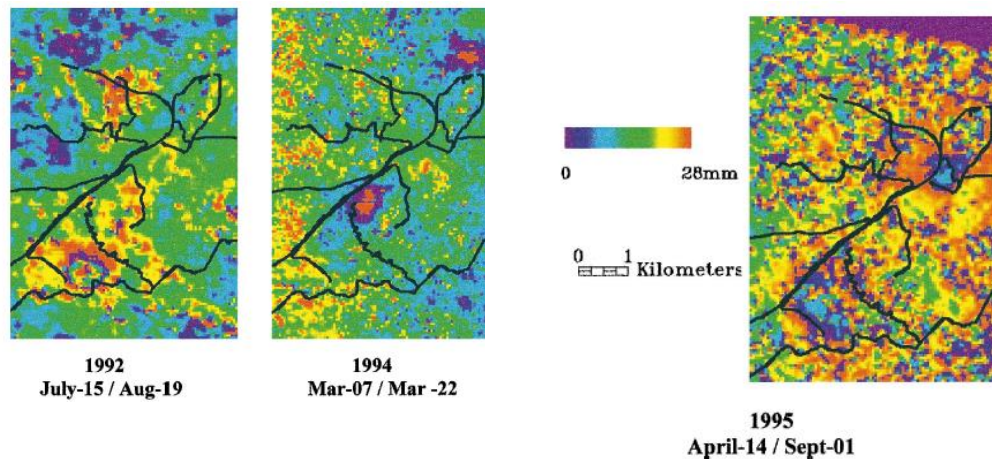 0 28mm
0 1 Kilometers
1992
July-15 / Aug-19
1994
Mar-07 / Mar -22
1995
April-14 / Sept-01